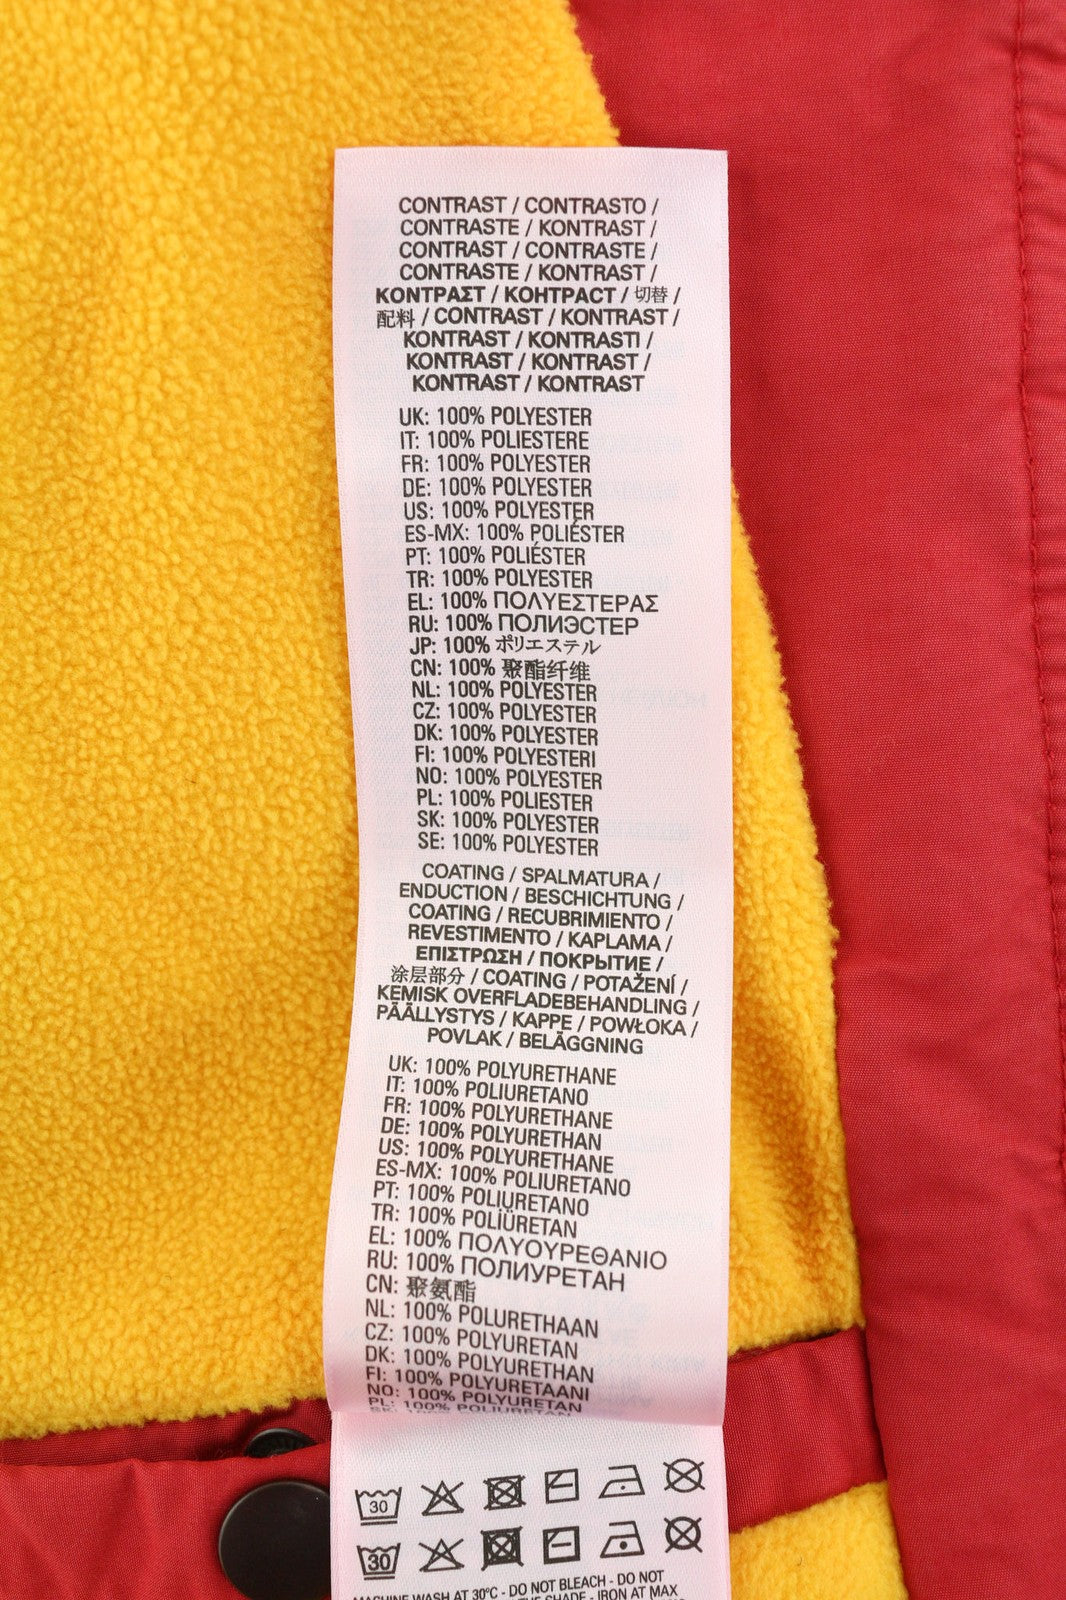 CONTRAST / CONTRASTO /
CONTRASTE / KONTRAST /
CONTRAST / CONTRASTE /
CONTRASTE / KONTRAST /
ΚΟΝΤΡΑΣΤ / КОНТРАСТ / 切替 /
配料 / CONTRAST / KONTRAST /
KONTRAST / KONTRASTI /
KONTRAST / KONTRAST /
KONTRAST / KONTRAST
UK: 100% POLYESTER
IT: 100% POLIESTERE
FR: 100% POLYESTER
DE: 100% POLYESTER
US: 100% POLYESTER
ES-MX: 100% POLIÉSTER
PT: 100% POLIÉSTER
TR: 100% POLYESTER
EL: 100% ΠΟΛΥΕΣΤΕΡΑΣ
RU: 100% ПОЛИЭСТЕР
JP: 100% ポリエステル
CN: 100% 聚酯纤维
NL: 100% POLYESTER
CZ: 100% POLYESTER
DK: 100% POLYESTER
FI: 100% POLYESTERI
NO: 100% POLYESTER
PL: 100% POLIESTER
SK: 100% POLYESTER
SE: 100% POLYESTER
COATING / SPALMATURA /
ENDUCTION / BESCHICHTUNG /
COATING / RECUBRIMIENTO /
REVESTIMENTO / KAPLAMA /
ΕΠΙΣΤΡΩΣΗ / ПОКРЫТИЕ /
涂层部分 / COATING / POTAŽENÍ /
KEMISK OVERFLADEBEHANDLING /
PÄÄLLYSTYS / KAPPE / POWŁOKA /
POVLAK / BELÄGGNING
UK: 100% POLYURETHANE
IT: 100% POLIURETANO
FR: 100% POLYURETHANE
DE: 100% POLYURETHAN
US: 100% POLYURETHANE
ES-MX: 100% POLIURETANO
PT: 100% POLIURETANO
TR: 100% POLİÜRETAN
EL: 100% ΠΟΛΥΟΥΡΕΘΑΝΙΟ
RU: 100% ПОЛИУРЕТАН
CN: 聚氨酯
NL: 100% POLURETHAAN
CZ: 100% POLYURETAN
DK: 100% POLYURETHAN
FI: 100% POLYURETAANI
NO: 100% POLYURETAN
PL: 100% POLIURETAN
30
30
MACHINE WASH AT 30°C - DO NOT BLEACH - DO NOT
THE SHADE - IRON AT MAX